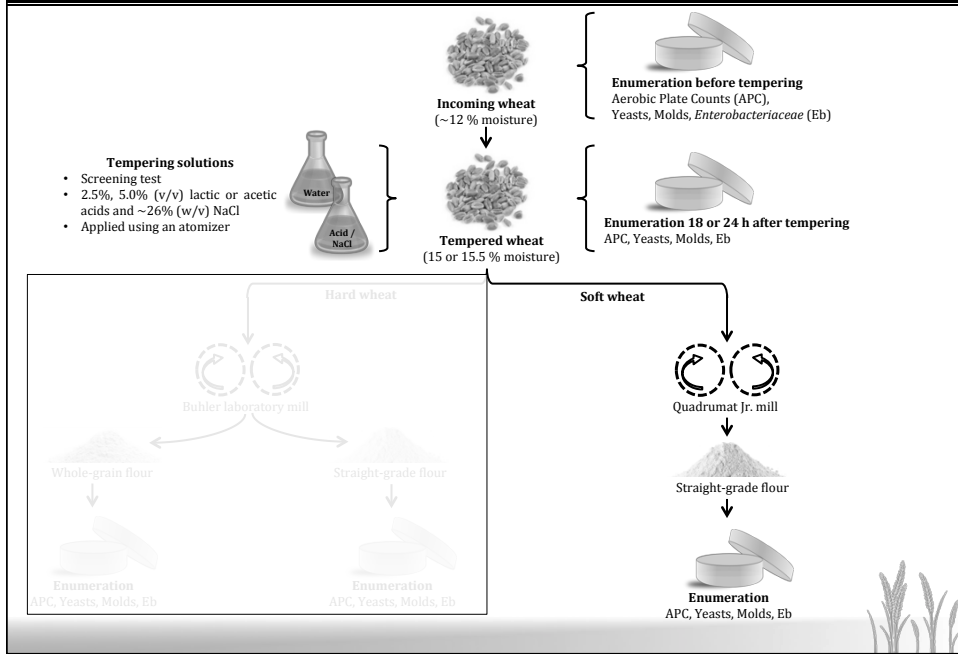 Incoming wheat
(~12 % moisture)
Enumeration before tempering
Aerobic Plate Counts (APC),
Yeasts, Molds, Enterobacteriaceae (Eb)
Tempering solutions
• Screening test
• 2.5%, 5.0% (v/v) lactic or acetic
acids and ~26% (w/v) NaCl
• Applied using an atomizer
Water
Acid /
NaCl
Tempered wheat
(15 or 15.5 % moisture)
Enumeration 18 or 24 h after tempering
APC, Yeasts, Molds, Eb
Hard wheat
Soft wheat
Buhler laboratory mill
Quadrumat Jr. mill
Whole-grain flour
Straight-grade flour
Straight-grade flour
Enumeration
APC, Yeasts, Molds, Eb
Enumeration
APC, Yeasts, Molds, Eb
Enumeration
APC, Yeasts, Molds, Eb